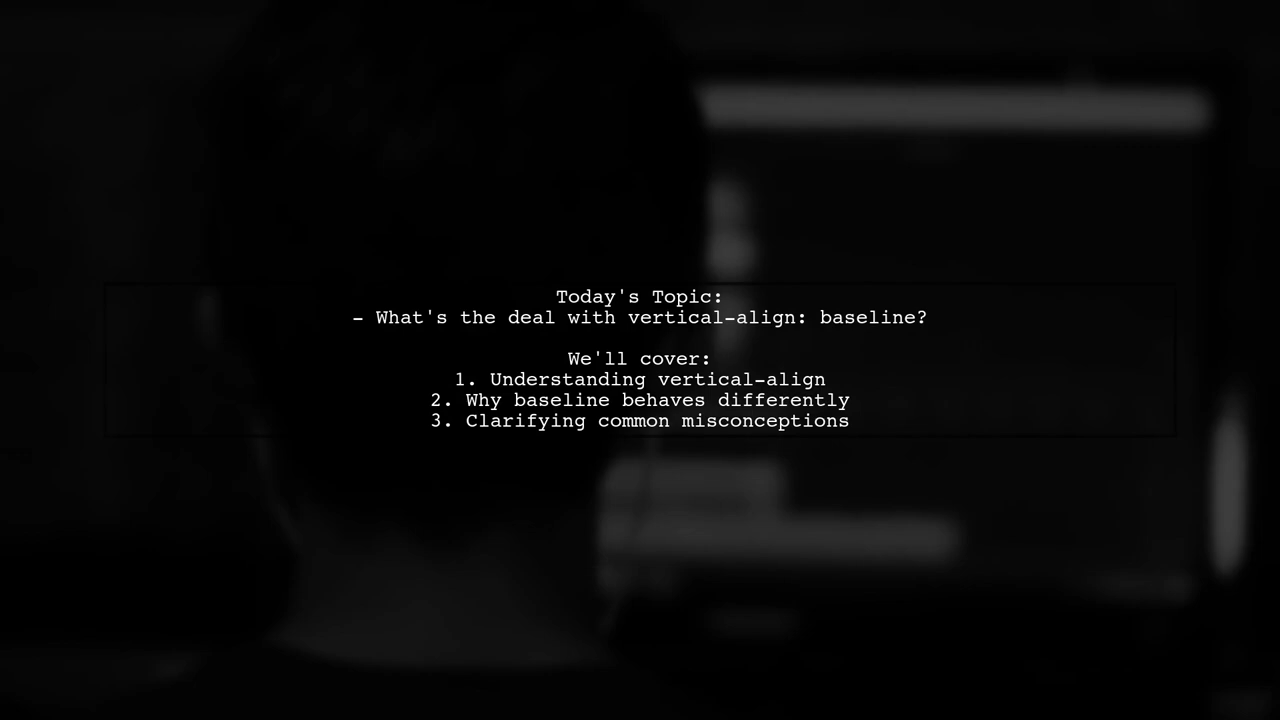 Today's Topic:
- What's the deal with vertical-align: baseline?
We'll cover:
1. Understanding vertical-align
2. Why baseline behaves differently
3. Clarifying common misconceptions